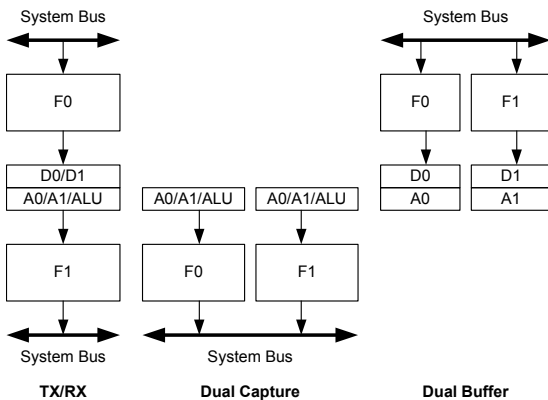 System Bus
System Bus
F0
F0
F1
D0/D1
A0/A1/ALU
A0/A1/ALU
A0/A1/ALU
D0
D1
A0
A1
F1
F0
F1
System Bus
System Bus
TX/RX
Dual Capture
Dual Buffer